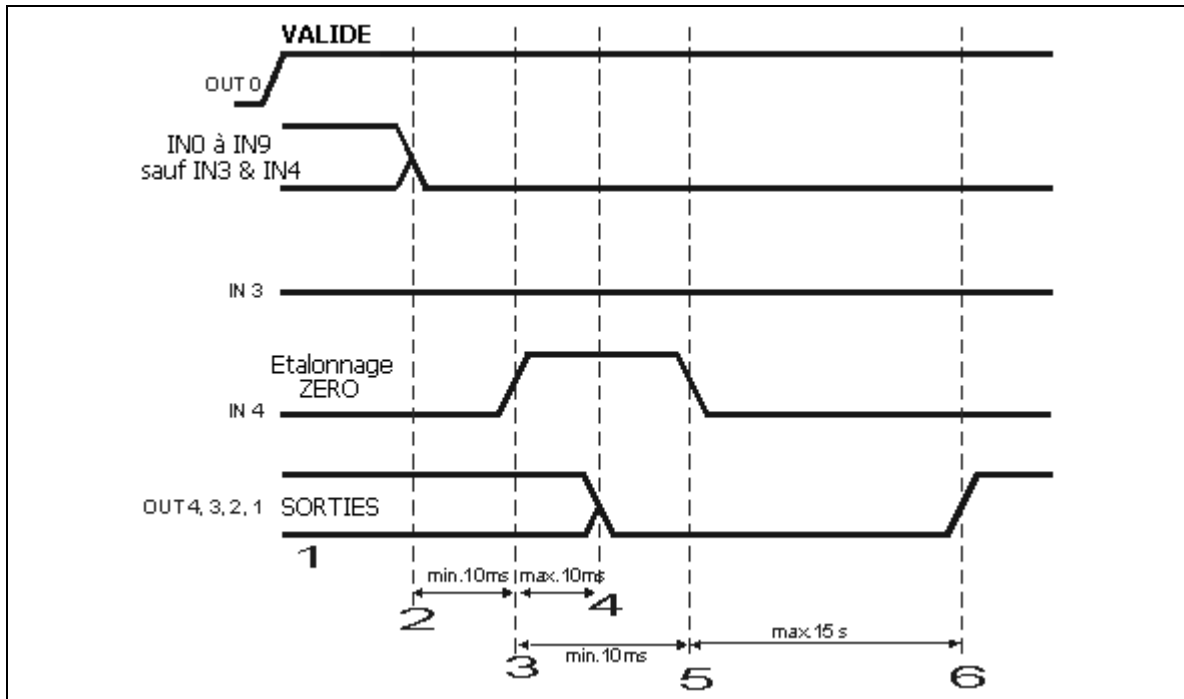 VALIDE
OUT 0
IN0 à IN9
sauf IN3 & IN4
IN 3
Etalonnage
ZERO
IN 4
OUT 4, 3, 2, 1 SORTIES
1
min.10ms max.10ms
2 4
max.15 s
min.10ms
3 5 6